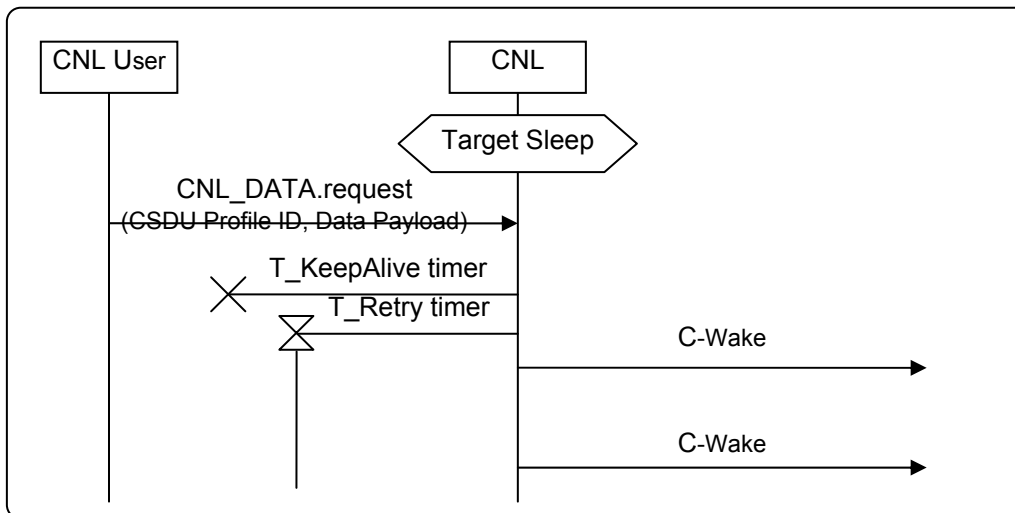 CNL User
CNL
Target Sleep
CNL_DATA.request
(CSDU Profile ID, Data Payload)
T_KeepAlive timer
T_Retry timer
C-Wake
C-Wake